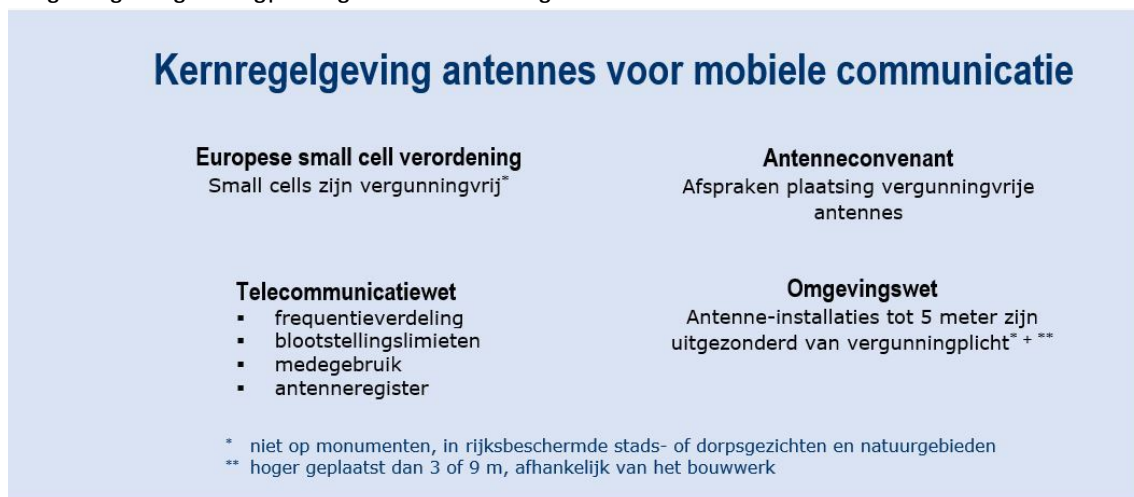 Kernregelgeving antennes voor mobiele communicatie
Europese small cell verordening
Small cells zijn vergunningvrij*
Antenneconvenant
Afspraken plaatsing vergunningvrije
antennes
Telecommunicatiewet
▪ frequentieverdeling
▪ blootstellingslimieten
▪ medegebruik
▪ antenneregister
Omgevingswet
Antenne-installaties tot 5 meter zijn
uitgezonderd van vergunningplicht* + **
* niet op monumenten, in rijksbeschermde stads- of dorpsgezichten en natuurgebieden
** hoger geplaatst dan 3 of 9 m, afhankelijk van het bouwwerk